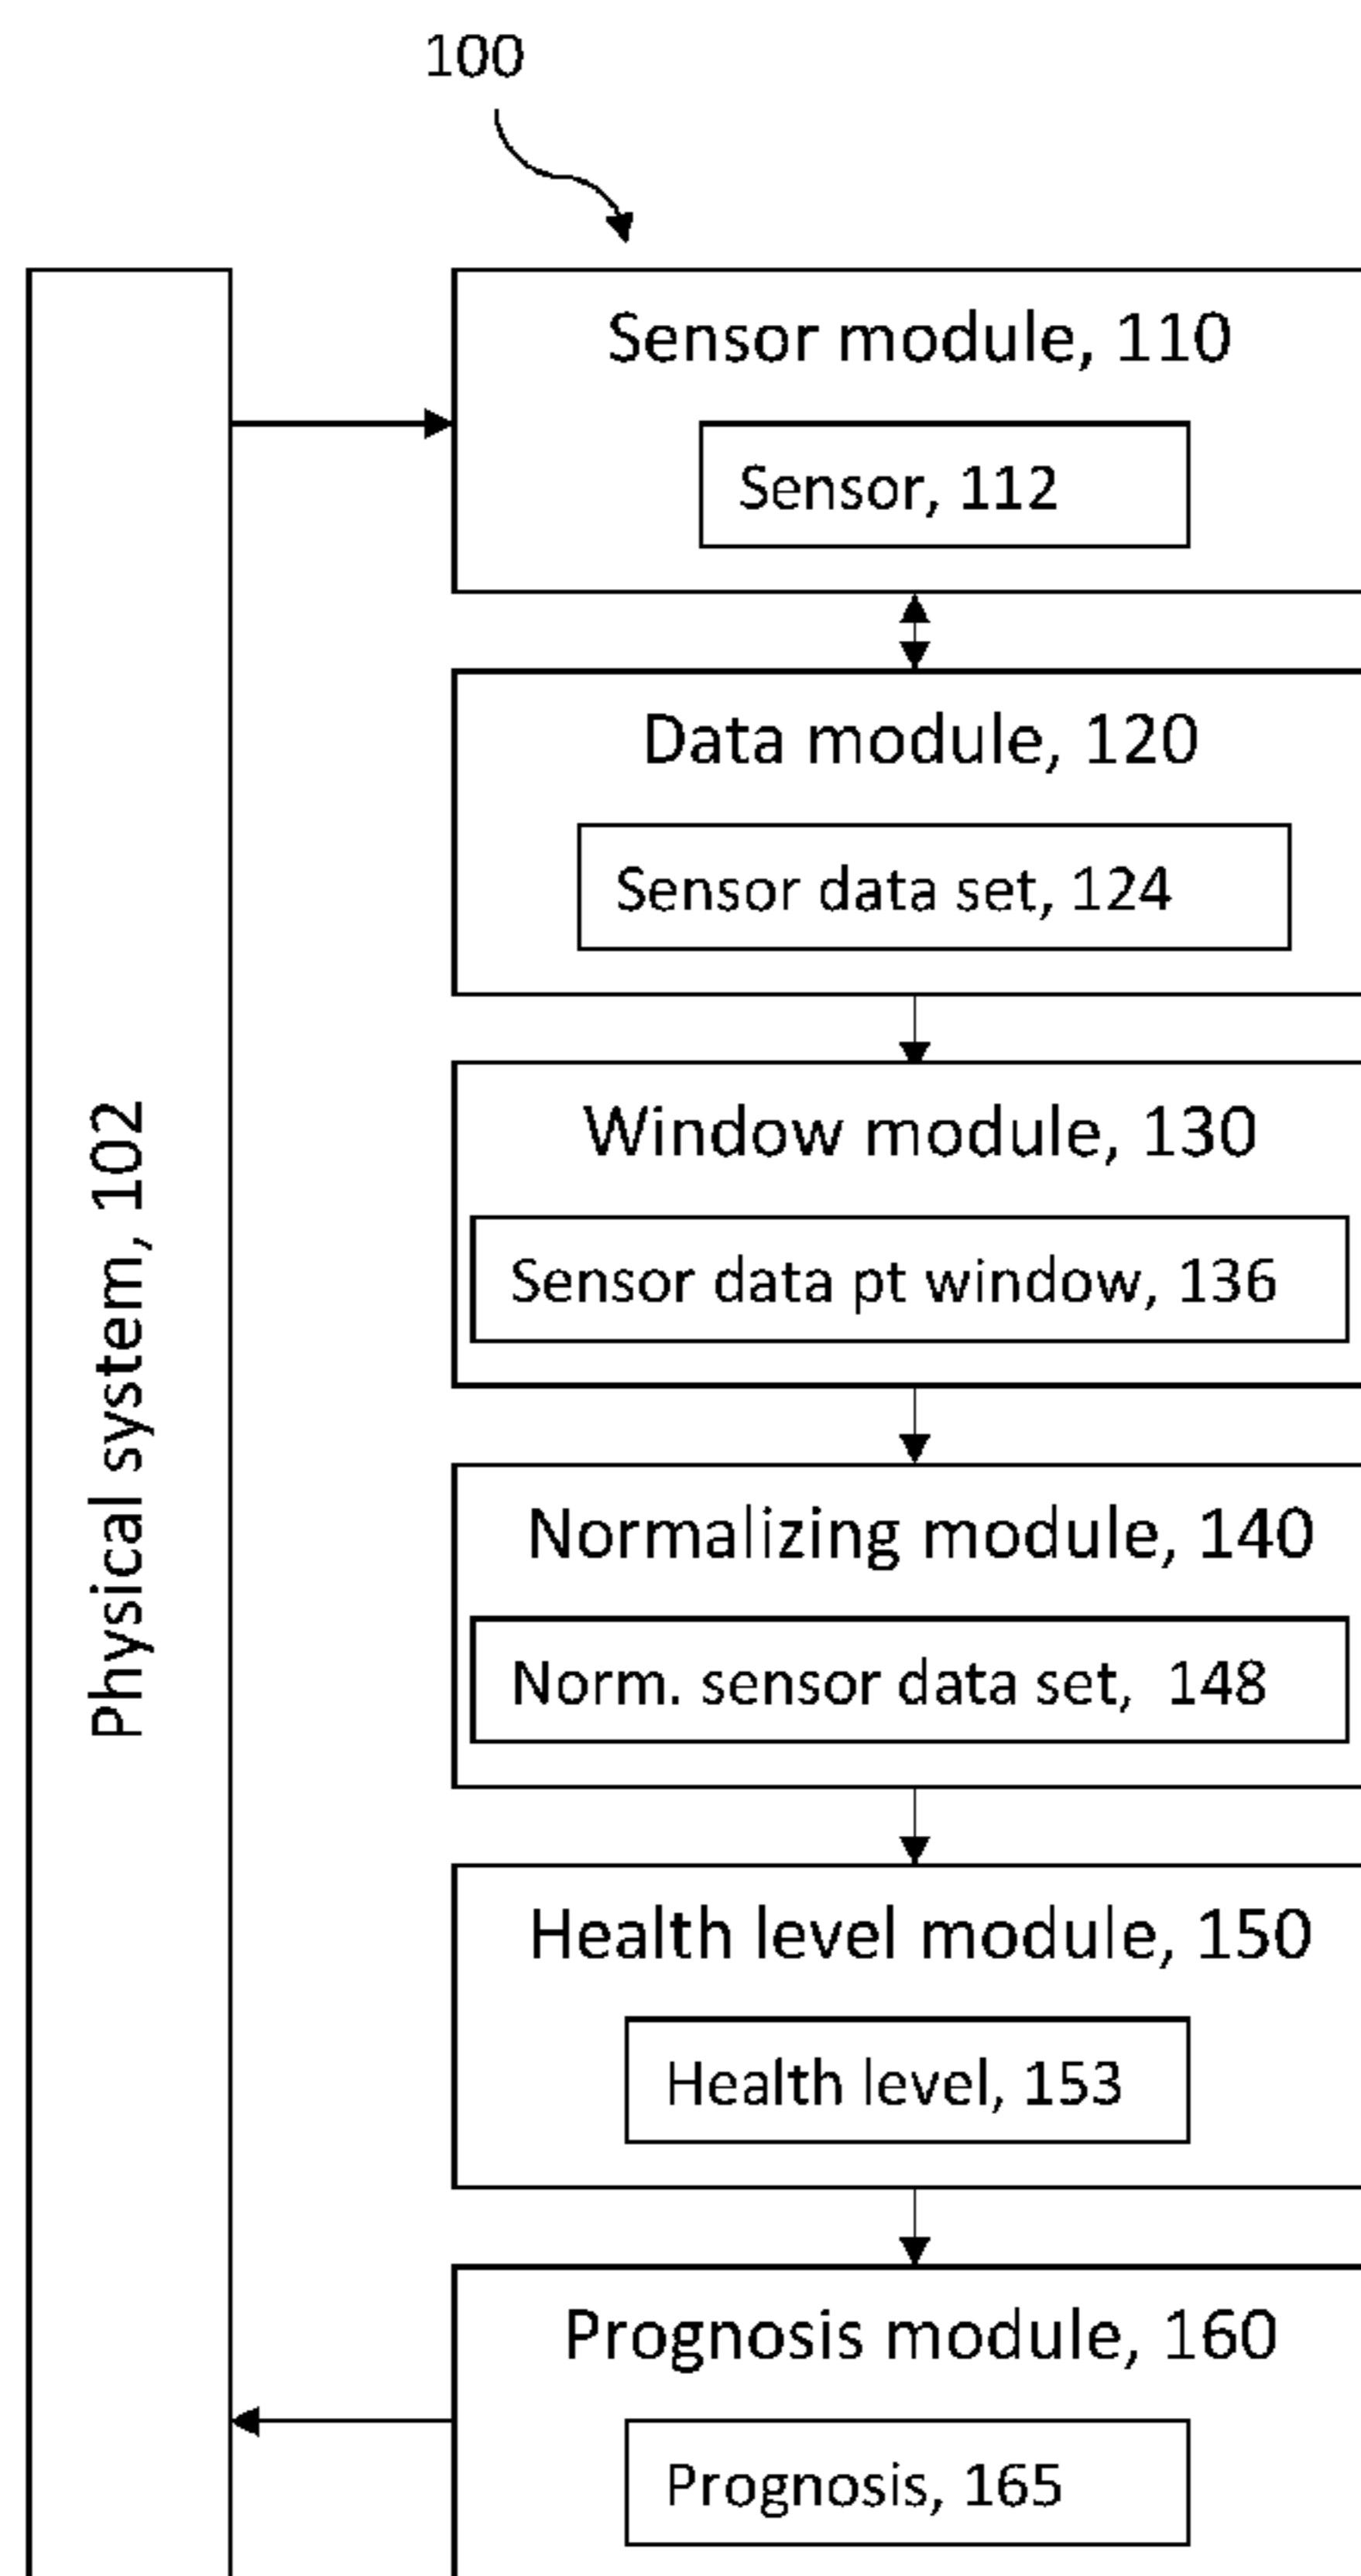 100
Physical system, 102
Sensor module, 110
Sensor, 112
Data module, 120
Sensor data set, 124
Window module, 130
Sensor data pt window, 136
Normalizing module, 140
Norm. sensor data set, 148
Health level module, 150
Health level, 153
Prognosis module, 160
Prognosis, 165